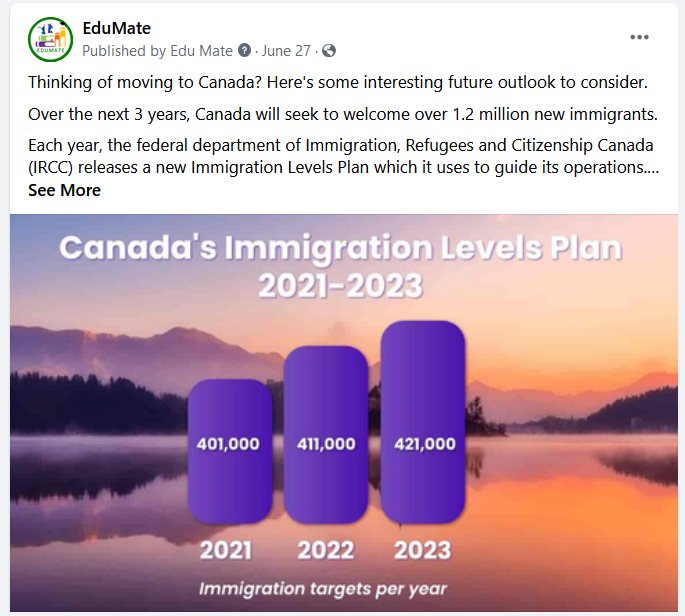 EduMate
Published by Edu Mate · June 27 ·
Thinking of moving to Canada? Here's some interesting future outlook to consider.
Over the next 3 years, Canada will seek to welcome over 1.2 million new immigrants.
Each year, the federal department of Immigration, Refugees and Citizenship Canada
(IRCC) releases a new Immigration Levels Plan which it uses to guide its operations....
See More
Canada's Immigration Levels Plan
2021-2023
401,000
411,000
421,000
2021
2022
2023
Immigration targets per year
EDUMATE